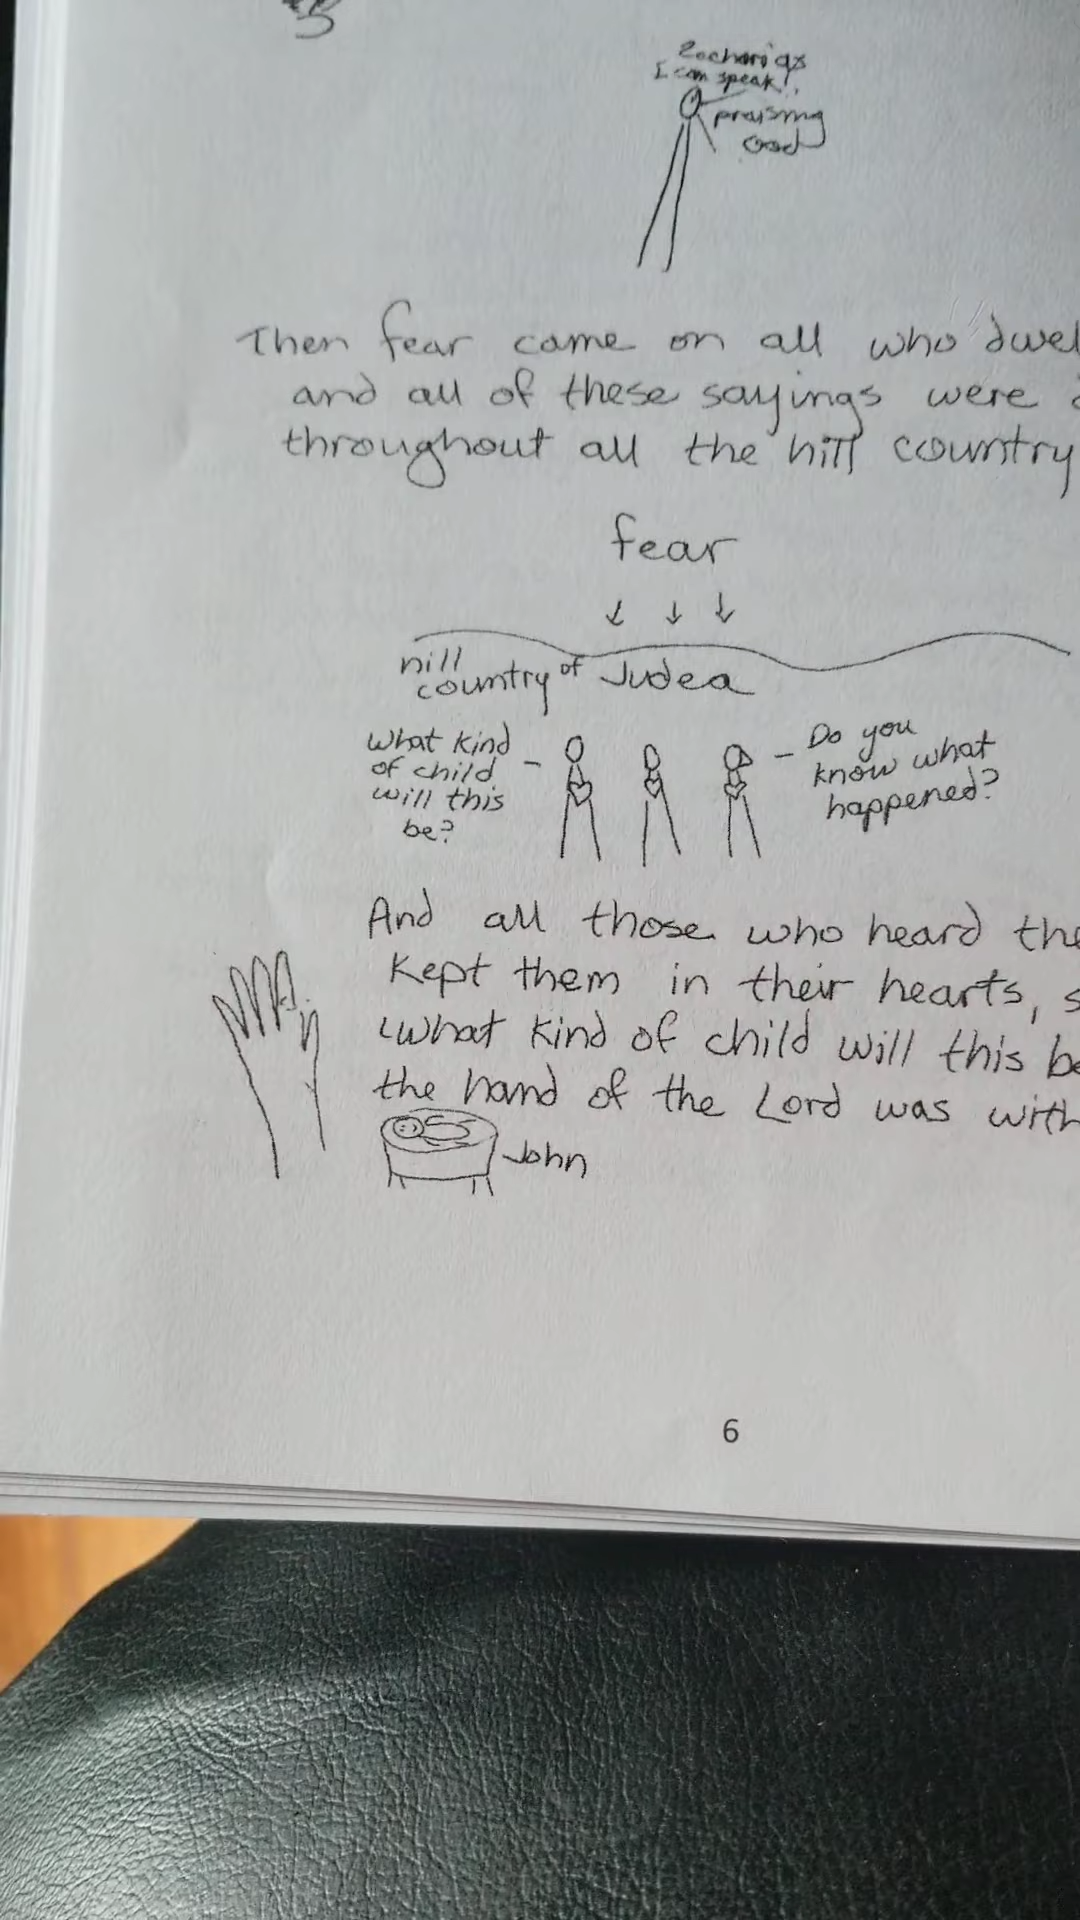 Zacharias
I can speak!
praising
God
Then fear came on all who dwel
and all of these sayings were
throughout all the hill country
fear
hill
country of Judea
What kind
of child
will this
be?
Do you
know what
happened?
And all those who heard the
kept them in their hearts, s
what kind of child will this be
the hand of the Lord was with
John
6